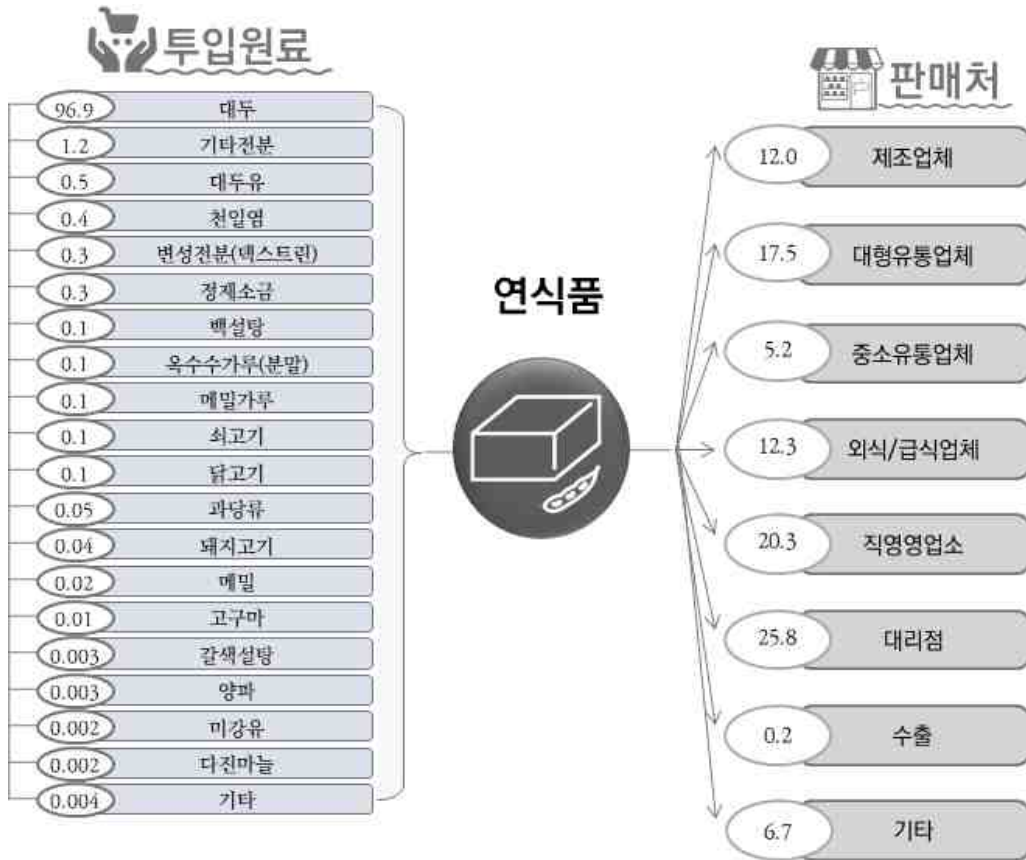 투입원료
96.9 대두
1.2 기타전분
0.5 대두유
0.4 천일염
0.3 변성전분(덱스트린)
0.3 정제소금
0.1 백설탕
0.1 옥수수가루(분말)
0.1 메밀가루
0.1 쇠고기
0.1 닭고기
0.05 과당류
0.04 돼지고기
0.02 메밀
0.01 고구마
0.003 갈색설탕
0.003 양파
0.002 미강유
0.002 다진마늘
0.004 기타
연식품
판매처
12.0 제조업체
17.5 대형유통업체
5.2 중소유통업체
12.3 외식/급식업체
20.3 직영영업소
25.8 대리점
0.2 수출
6.7 기타